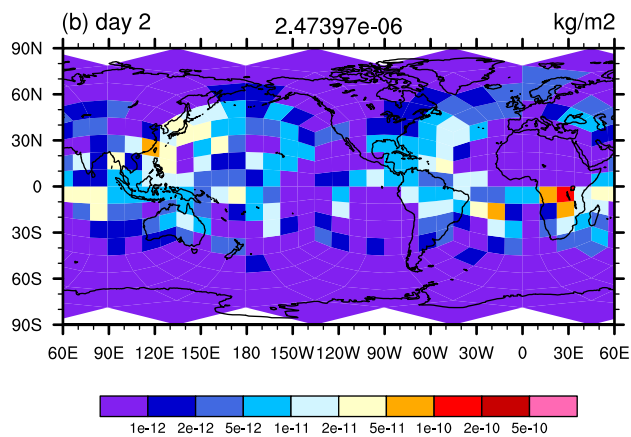 (b) day 2 2.47397e-06 kg/m2
90N
60N
30N
0
30S
60S
90S
60E 90E 120E 150E 180 150W 120W 90W 60W 30W 0 30E 60E
1e-12 2e-12 5e-12 1e-11 2e-11 5e-11 1e-10 2e-10 5e-10